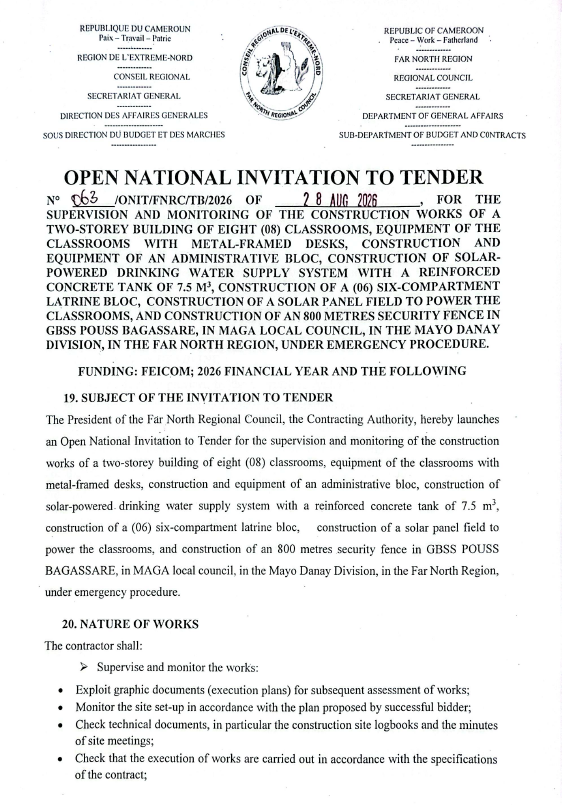 REPUBLIQUE DU CAMEROUN
Paix – Travail – Patrie
-------------
REGION DE L'EXTREME-NORD
-------------
CONSEIL REGIONAL
-------------
SECRETARIAT GENERAL
-------------
DIRECTION DES AFFAIRES GENERALES
---------------------
SOUS DIRECTION DU BUDGET ET DES MARCHES
----------------
CONSEIL REGIONAL DE L'EXTREME-NORD
FAR NORTH REGIONAL COUNCIL
REPUBLIC OF CAMEROON
Peace – Work – Fatherland
-------------
FAR NORTH REGION
-------------
REGIONAL COUNCIL
-------------
SECRETARIAT GENERAL
-------------
DEPARTMENT OF GENERAL AFFAIRS
---------------------
SUB-DEPARTMENT OF BUDGET AND CONTRACTS
----------------
OPEN NATIONAL INVITATION TO TENDER
N° 063 /ONIT/FNRC/TB/2026 OF 28 AUG 2026, FOR THE
SUPERVISION AND MONITORING OF THE CONSTRUCTION WORKS OF A
TWO-STOREY BUILDING OF EIGHT (08) CLASSROOMS, EQUIPMENT OF THE
CLASSROOMS WITH METAL-FRAMED DESKS, CONSTRUCTION AND
EQUIPMENT OF AN ADMINISTRATIVE BLOC, CONSTRUCTION OF SOLAR-
POWERED DRINKING WATER SUPPLY SYSTEM WITH A REINFORCED
CONCRETE TANK OF 7.5 M³, CONSTRUCTION OF A (06) SIX-COMPARTMENT
LATRINE BLOC, CONSTRUCTION OF A SOLAR PANEL FIELD TO POWER THE
CLASSROOMS, AND CONSTRUCTION OF AN 800 METRES SECURITY FENCE IN
GBSS POUSS BAGASSARE, IN MAGA LOCAL COUNCIL, IN THE MAYO DANAY
DIVISION, IN THE FAR NORTH REGION, UNDER EMERGENCY PROCEDURE.
FUNDING: FEICOM; 2026 FINANCIAL YEAR AND THE FOLLOWING
19. SUBJECT OF THE INVITATION TO TENDER
The President of the Far North Regional Council, the Contracting Authority, hereby launches
an Open National Invitation to Tender for the supervision and monitoring of the construction
works of a two-storey building of eight (08) classrooms, equipment of the classrooms with
metal-framed desks, construction and equipment of an administrative bloc, construction of
solar-powered drinking water supply system with a reinforced concrete tank of 7.5 m³,
construction of a (06) six-compartment latrine bloc, construction of a solar panel field to
power the classrooms, and construction of an 800 metres security fence in GBSS POUSS
BAGASSARE, in MAGA local council, in the Mayo Danay Division, in the Far North Region,
under emergency procedure.
20. NATURE OF WORKS
The contractor shall:
➢ Supervise and monitor the works:
• Exploit graphic documents (execution plans) for subsequent assessment of works;
• Monitor the site set-up in accordance with the plan proposed by successful bidder;
• Check technical documents, in particular the construction site logbooks and the minutes
of site meetings;
• Check that the execution of works are carried out in accordance with the specifications
of the contract;